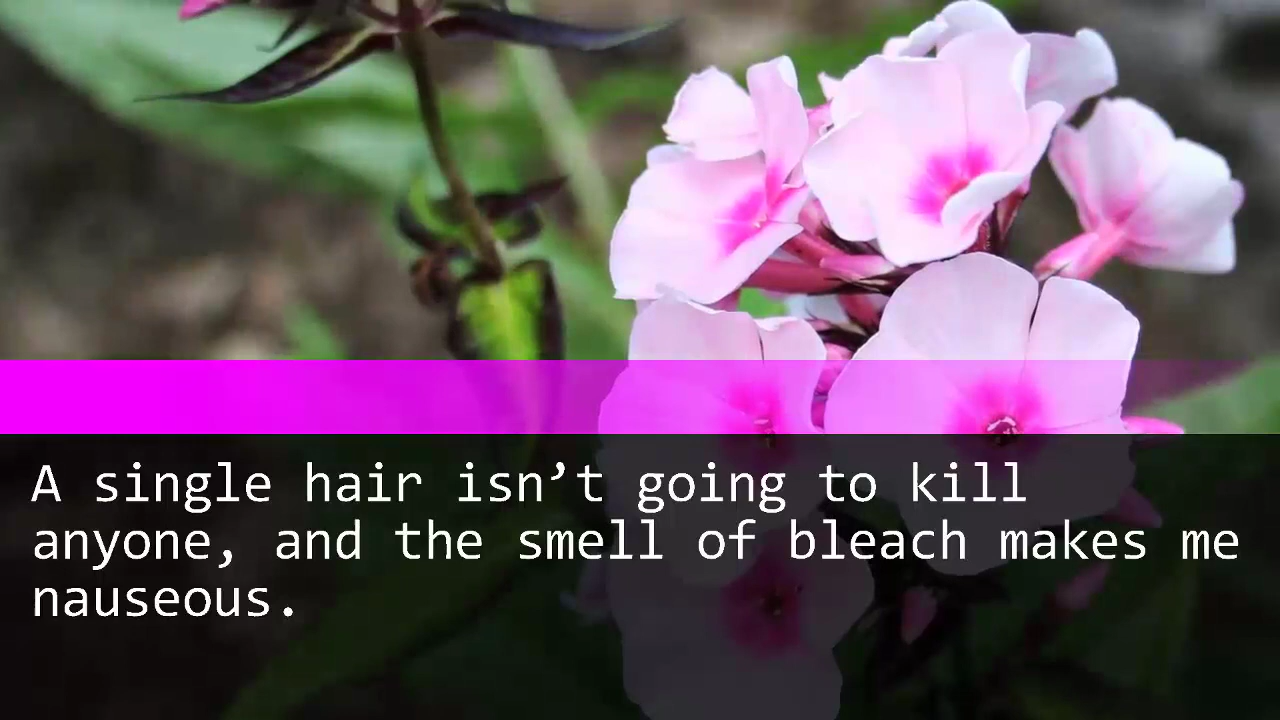 A single hair isn’t going to kill
anyone, and the smell of bleach makes me
nauseous.